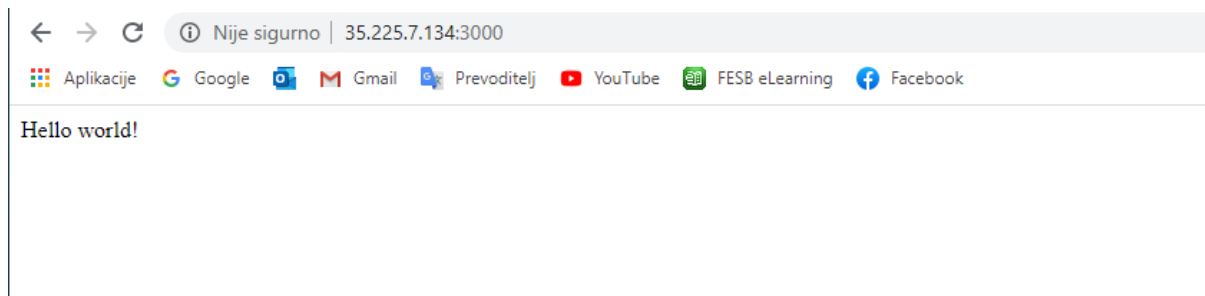 Nije sigurno | 35.225.7.134:3000
Aplikacije Google Gmail Prevoditelj YouTube FESB eLearning Facebook
Hello world!